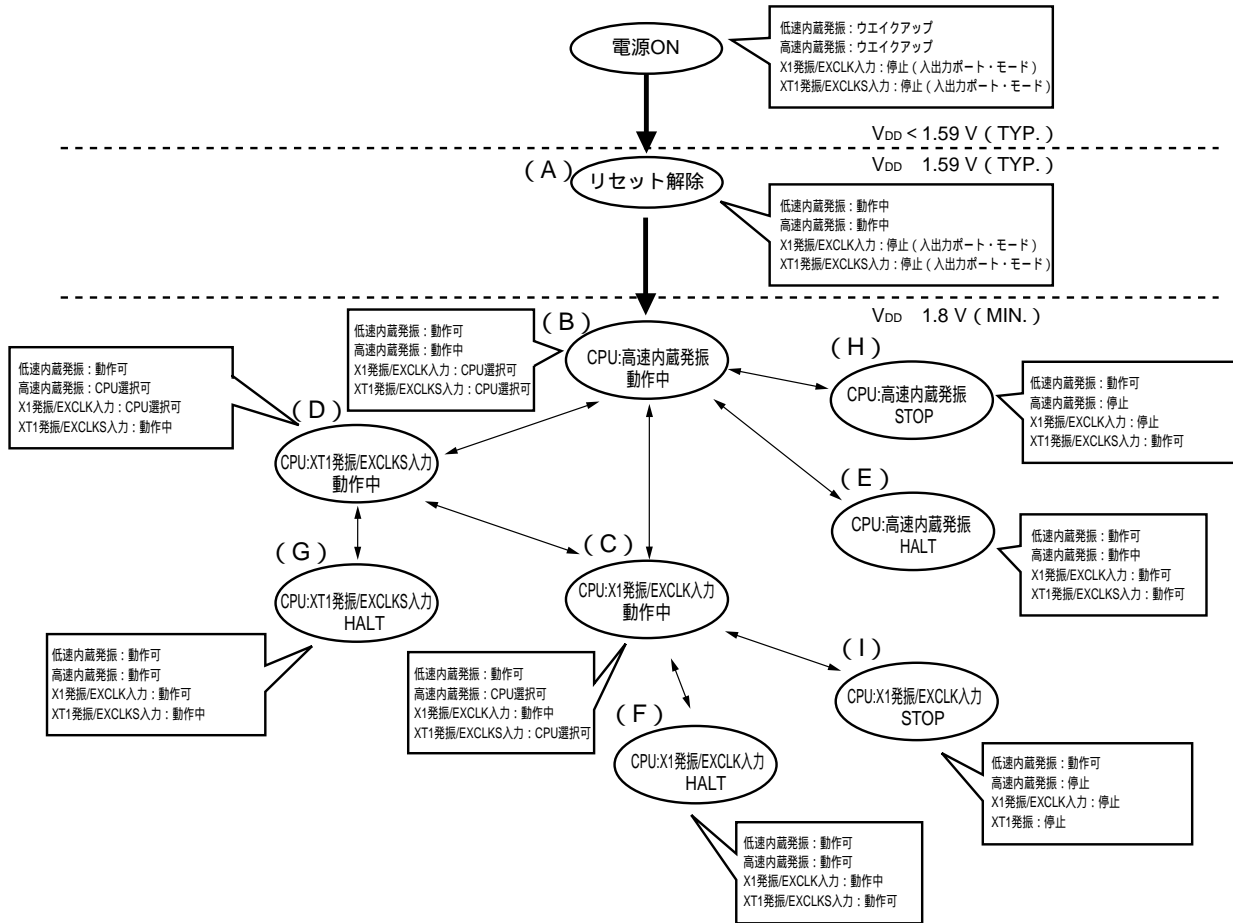 電源ON
低速内蔵発振：ウエイクアップ
高速内蔵発振：ウエイクアップ
X1発振/EXCLK入力：停止（入出力ポート・モード）
XT1発振/EXCLKS入力：停止（入出力ポート・モード）
VDD < 1.59 V（TYP.）
VDD 1.59 V（TYP.）
（A）
リセット解除
低速内蔵発振：動作中
高速内蔵発振：動作中
X1発振/EXCLK入力：停止（入出力ポート・モード）
XT1発振/EXCLKS入力：停止（入出力ポート・モード）
VDD 1.8 V（MIN.）
（B）
低速内蔵発振：動作可
高速内蔵発振：動作中
X1発振/EXCLK入力：CPU選択可
XT1発振/EXCLKS入力：CPU選択可
CPU:高速内蔵発振
動作中
（H）
CPU:高速内蔵発振
STOP
低速内蔵発振：動作可
高速内蔵発振：停止
X1発振/EXCLK入力：停止
XT1発振/EXCLKS入力：動作可
低速内蔵発振：動作可
高速内蔵発振：CPU選択可
X1発振/EXCLK入力：CPU選択可
XT1発振/EXCLKS入力：動作中
（D）
CPU:XT1発振/EXCLKS入力
動作中
（E）
CPU:高速内蔵発振
HALT
低速内蔵発振：動作可
高速内蔵発振：動作中
X1発振/EXCLK入力：動作可
XT1発振/EXCLKS入力：動作可
（G）
CPU:XT1発振/EXCLKS入力
HALT
低速内蔵発振：動作可
高速内蔵発振：動作可
X1発振/EXCLK入力：動作可
XT1発振/EXCLKS入力：動作中
（C）
CPU:X1発振/EXCLK入力
動作中
低速内蔵発振：動作可
高速内蔵発振：CPU選択可
X1発振/EXCLK入力：動作中
XT1発振/EXCLKS入力：CPU選択可
（I）
CPU:X1発振/EXCLK入力
STOP
低速内蔵発振：動作可
高速内蔵発振：停止
X1発振/EXCLK入力：停止
XT1発振：停止
（F）
CPU:X1発振/EXCLK入力
HALT
低速内蔵発振：動作可
高速内蔵発振：動作可
X1発振/EXCLK入力：動作中
XT1発振/EXCLKS入力：動作可